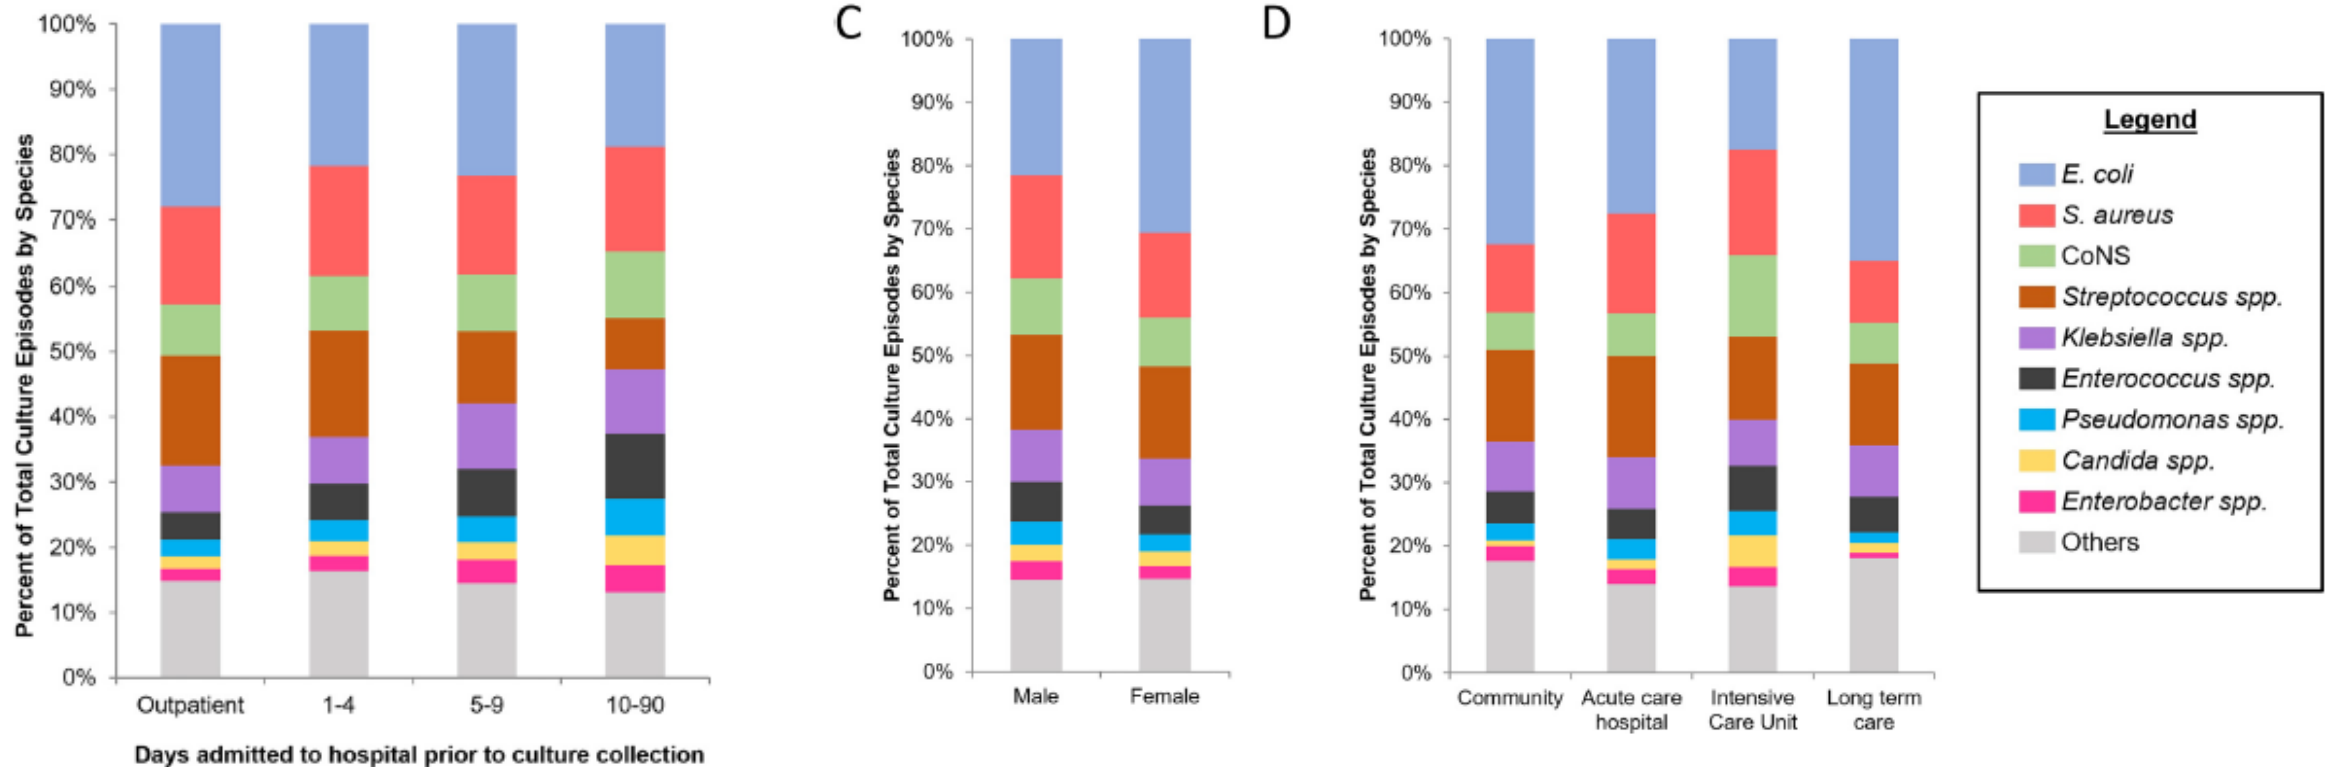 100%
90%
80%
70%
60%
50%
40%
30%
20%
10%
0%
Percent of Total Culture Episodes by Species
Outpatient
1-4
5-9
10-90
Days admitted to hospital prior to culture collection
C
100%
90%
80%
70%
60%
50%
40%
30%
20%
10%
0%
Percent of Total Culture Episodes by Species
Male
Female
D
100%
90%
80%
70%
60%
50%
40%
30%
20%
10%
0%
Percent of Total Culture Episodes by Species
Community
Acute care
hospital
Intensive
Care Unit
Long term
care
Legend
E. coli
S. aureus
CoNS
Streptococcus spp.
Klebsiella spp.
Enterococcus spp.
Pseudomonas spp.
Candida spp.
Enterobacter spp.
Others